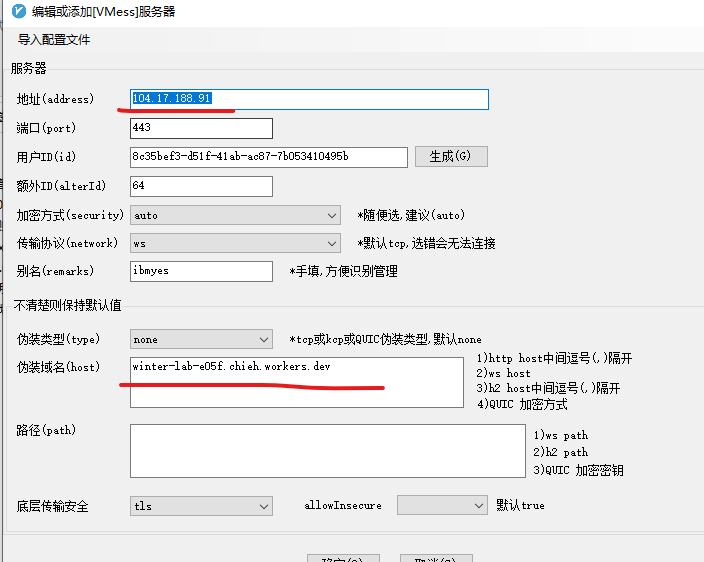 编辑或添加[VMess]服务器
导入配置文件
服务器
地址(address) 104.17.188.91
端口(port) 443
用户ID(id) 8c35bef3-d51f-41ab-ac87-7b053410495b 生成(G)
额外ID(alterId) 64
加密方式(security) auto *随便选,建议(auto)
传输协议(network) ws *默认tcp,选错会无法连接
别名(remarks) ibmyes *手填,方便识别管理
不清楚则保持默认值
伪装类型(type) none *tcp或kcp或QUIC伪装类型,默认none
伪装域名(host) winter-lab-e05f.chieh.workers.dev
1)http host中间逗号(,)隔开
2)ws host
3)h2 host中间逗号(,)隔开
4)QUIC 加密方式
路径(path)
1)ws path
2)h2 path
3)QUIC 加密密钥
底层传输安全 tls allowInsecure 默认true